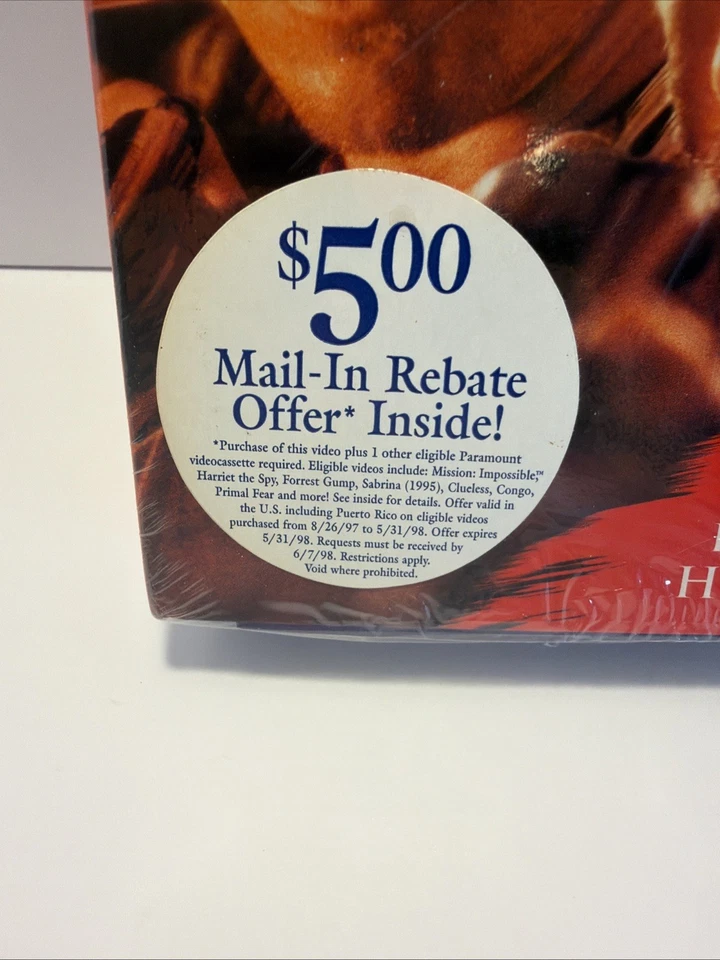 $5.00
Mail-In Rebate
Offer* Inside!
*Purchase of this video plus 1 other eligible Paramount
videocassette required. Eligible videos include: Mission: Impossible,™
Harriet the Spy, Forrest Gump, Sabrina (1995), Clueless, Congo,
Primal Fear and more! See inside for details. Offer valid in
the U.S. including Puerto Rico on eligible videos
purchased from 8/26/97 to 5/31/98. Offer expires
5/31/98. Requests must be received by
6/7/98. Restrictions apply.
Void where prohibited.
H